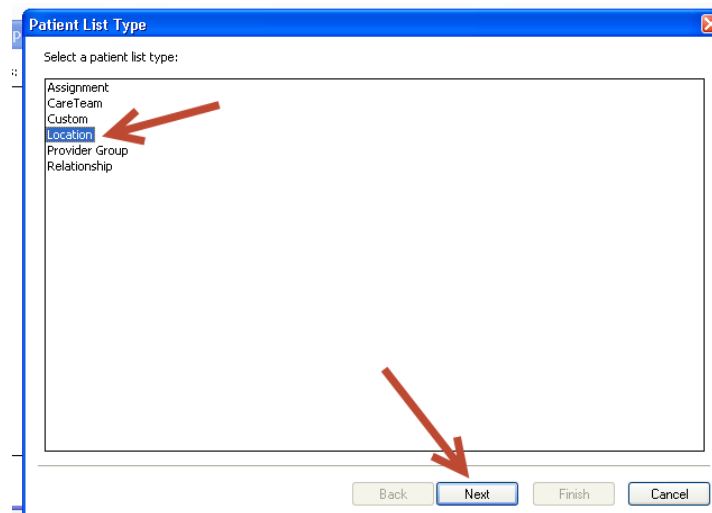 Patient List Type
Select a patient list type:
Assignment
CareTeam
Custom
Location
Provider Group
Relationship
Back Next Finish Cancel